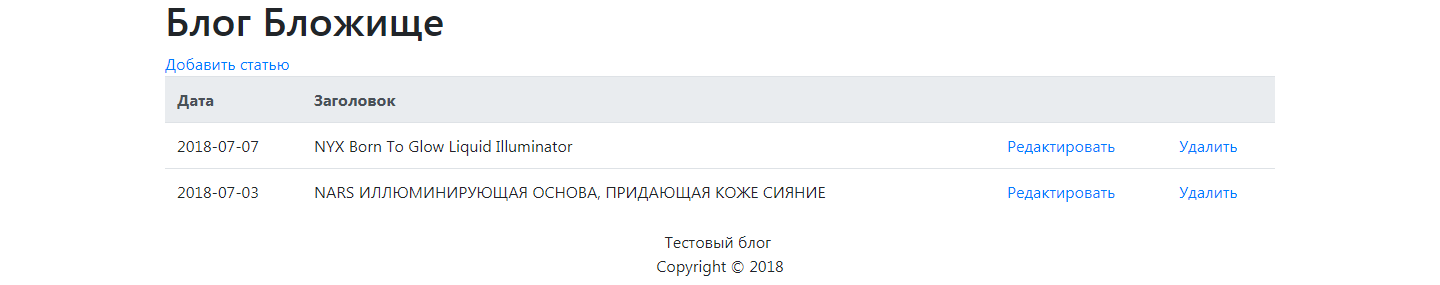 Блог Бложище
Добавить статью
Дата Заголовок
2018-07-07 NYX Born To Glow Liquid Illuminator Редактировать Удалить
2018-07-03 NARS ИЛЛЮМИНИРУЮЩАЯ ОСНОВА, ПРИДАЮЩАЯ КОЖЕ СИЯНИЕ Редактировать Удалить
Тестовый блог
Copyright © 2018